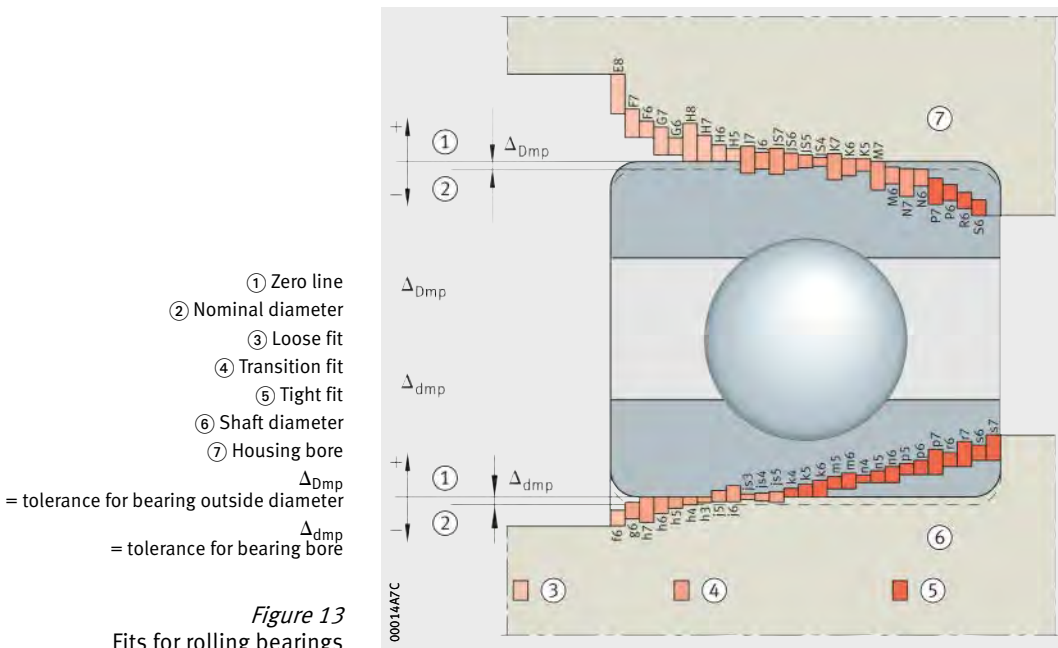 ① Zero line
② Nominal diameter
③ Loose fit
④ Transition fit
⑤ Tight fit
⑥ Shaft diameter
⑦ Housing bore
ΔDmp
= tolerance for bearing outside diameter
Δdmp
= tolerance for bearing bore
Figure 13
Fits for rolling bearings
E8 F7 F6 G7 G6 H8 H7 H6 H5 J7 J6 JS7 JS6 JS5 JS4 K7 K6 K5 M7 M6 N7 N6 P7 P6 R6 S6
⑦
+ ① ΔDmp
− ②
ΔDmp
Δdmp
+ ① Δdmp
− ②
f6 g6 h7 h6 h5 h4 h3 j5 j6 js3 js4 js5 k4 k5 k6 m5 m6 n4 n5 n6 p5 p6 p7 r6 r7 s6 s7
⑥
③ ④ ⑤
00014A7C